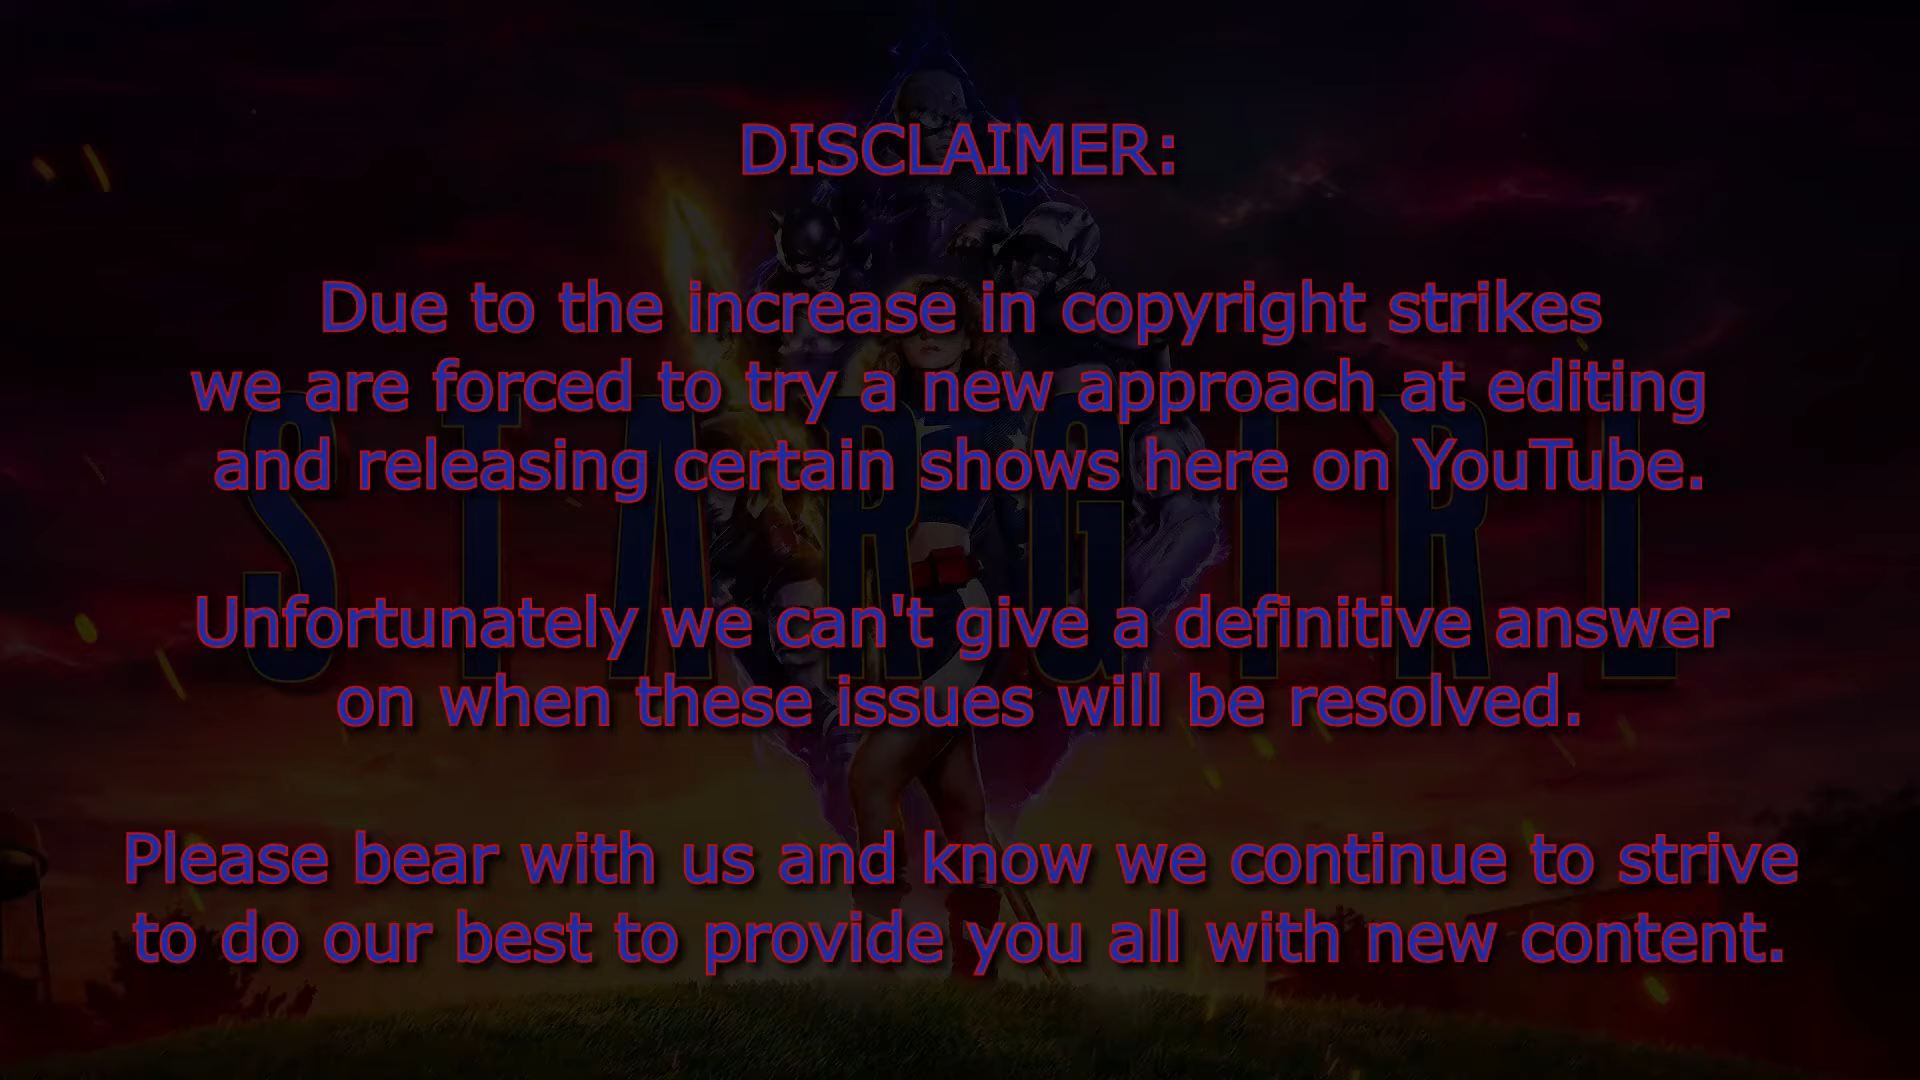 DISCLAIMER:
Due to the increase in copyright strikes
we are forced to try a new approach at editing
and releasing certain shows here on YouTube.
STARGIRL
Unfortunately we can't give a definitive answer
on when these issues will be resolved.
Please bear with us and know we continue to strive
to do our best to provide you all with new content.